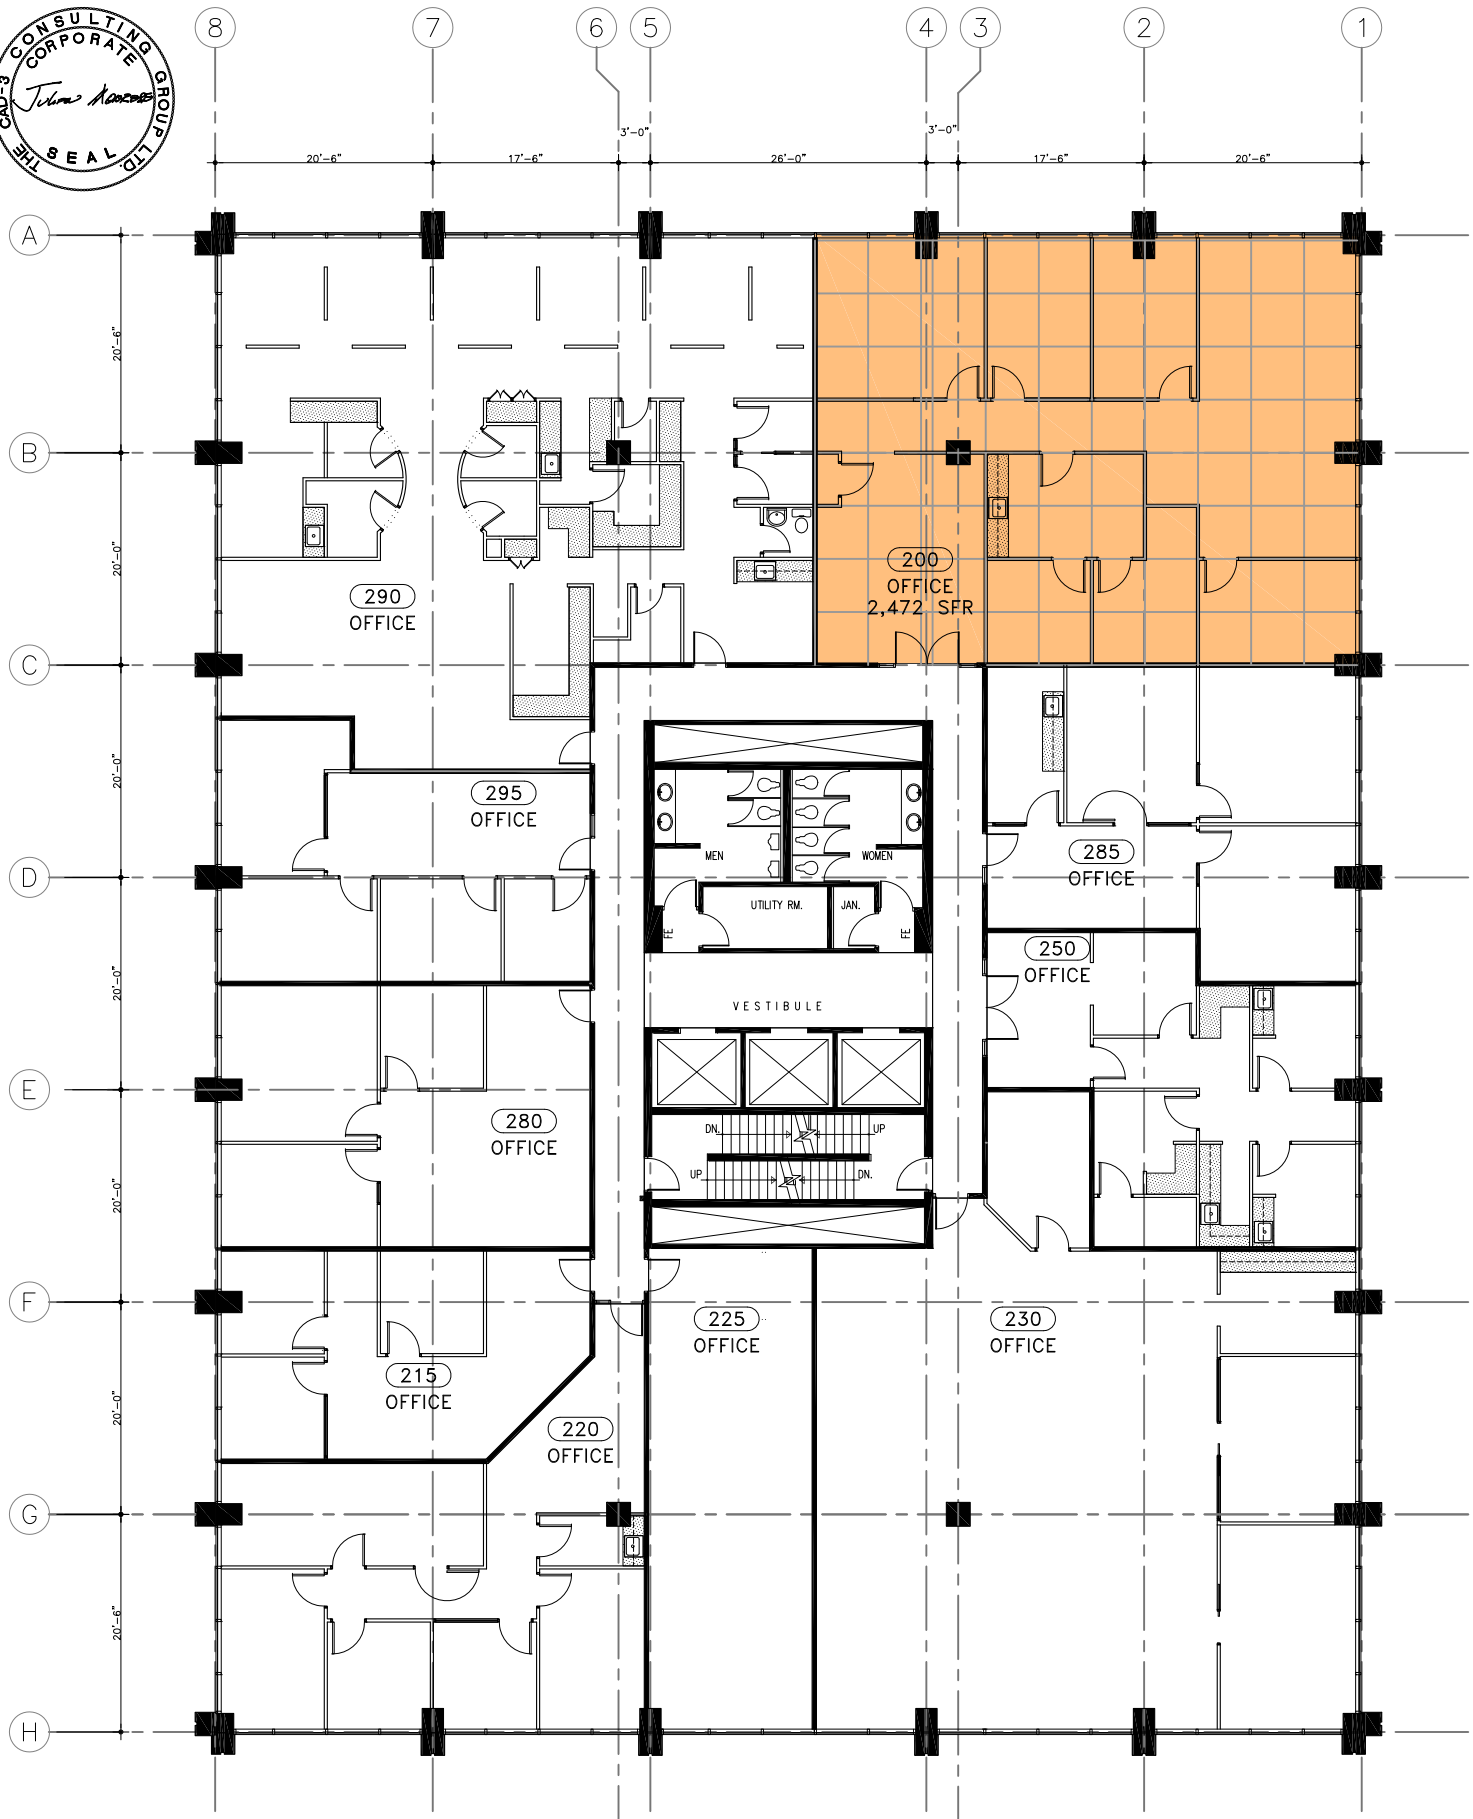 THE CAD-3 CONSULTING GROUP LTD.
CORPORATE
SEAL
8 7 6 5 4 3 2 1
3'-0" 3'-0"
20'-6" 17'-6" 26'-0" 17'-6" 20'-6"
A
20'-6"
B
20'-0"
200
OFFICE
2,472 SFR
290
OFFICE
C
20'-0"
295
OFFICE
MEN
WOMEN
285
OFFICE
D
UTILITY RM.
JAN.
FE
FE
250
OFFICE
20'-0"
VESTIBULE
E
280
OFFICE
DN.
UP
UP
DN.
20'-0"
F
225
OFFICE
230
OFFICE
215
OFFICE
20'-0"
220
OFFICE
G
20'-6"
H